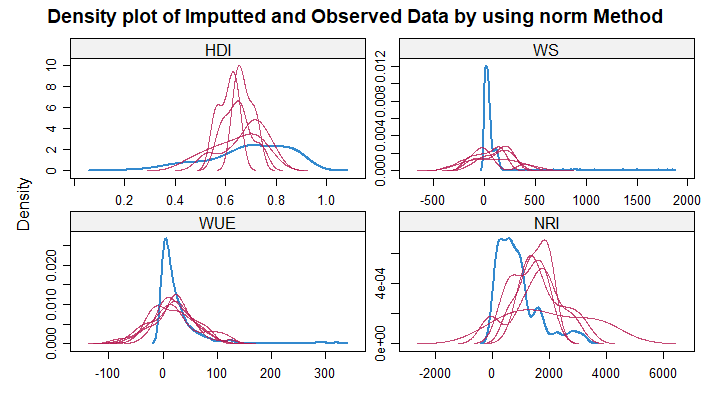 Density plot of Imputted and Observed Data by using norm Method
HDI
WS
0 2 4 6 8 10
0.2 0.4 0.6 0.8 1.0
0.000 0.004 0.008 0.012
-500 0 500 1000 1500 2000
Density
WUE
NRI
0.000 0.010 0.020
-100 0 100 200 300
0e+00 4e-04
-2000 0 2000 4000 6000